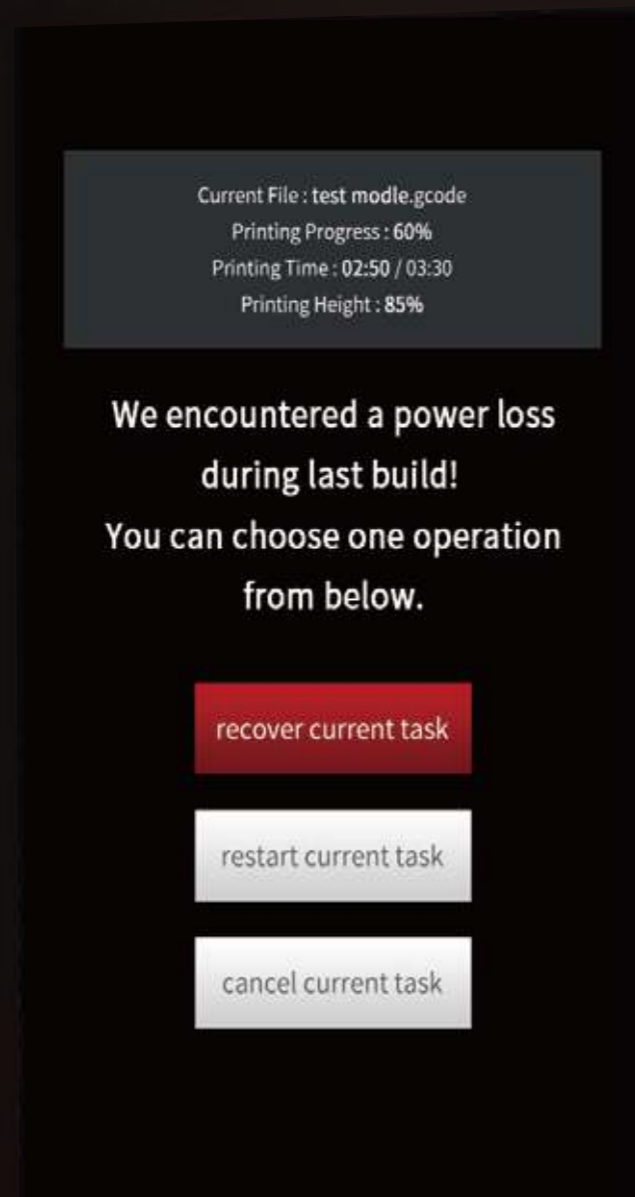 Current File : test modle.gcode
Printing Progress : 60%
Printing Time : 02:50 / 03:30
Printing Height : 85%
We encountered a power loss
during last build!
You can choose one operation
from below.
recover current task
restart current task
cancel current task